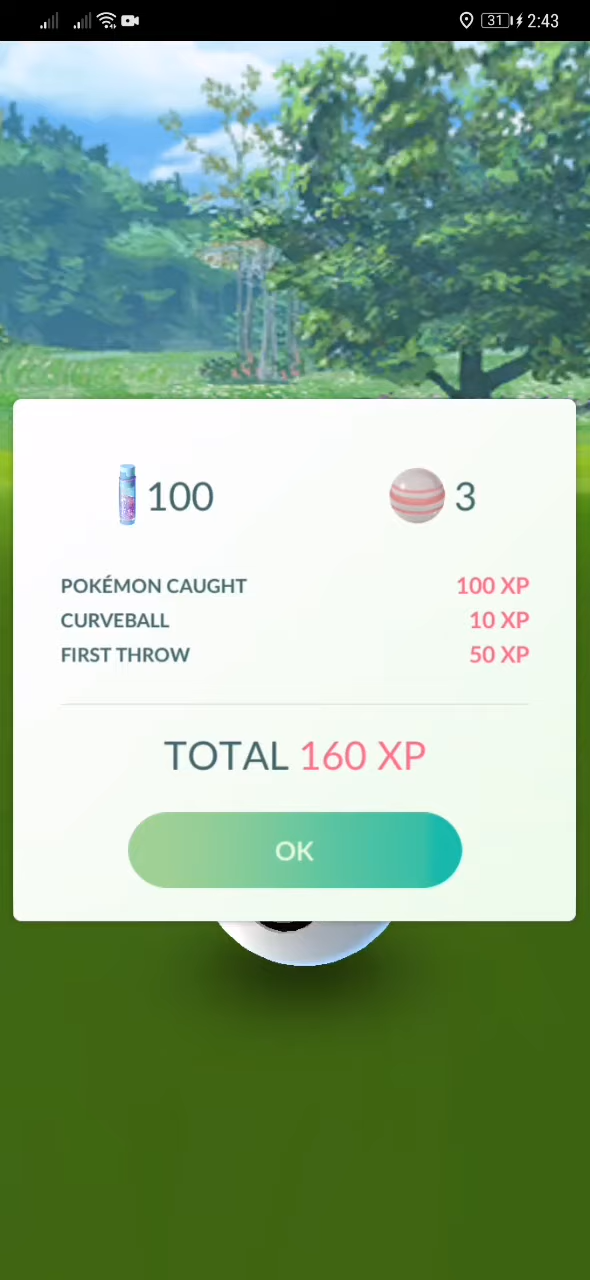 31 2:43
100 3
POKÉMON CAUGHT 100 XP
CURVEBALL 10 XP
FIRST THROW 50 XP
TOTAL 160 XP
OK